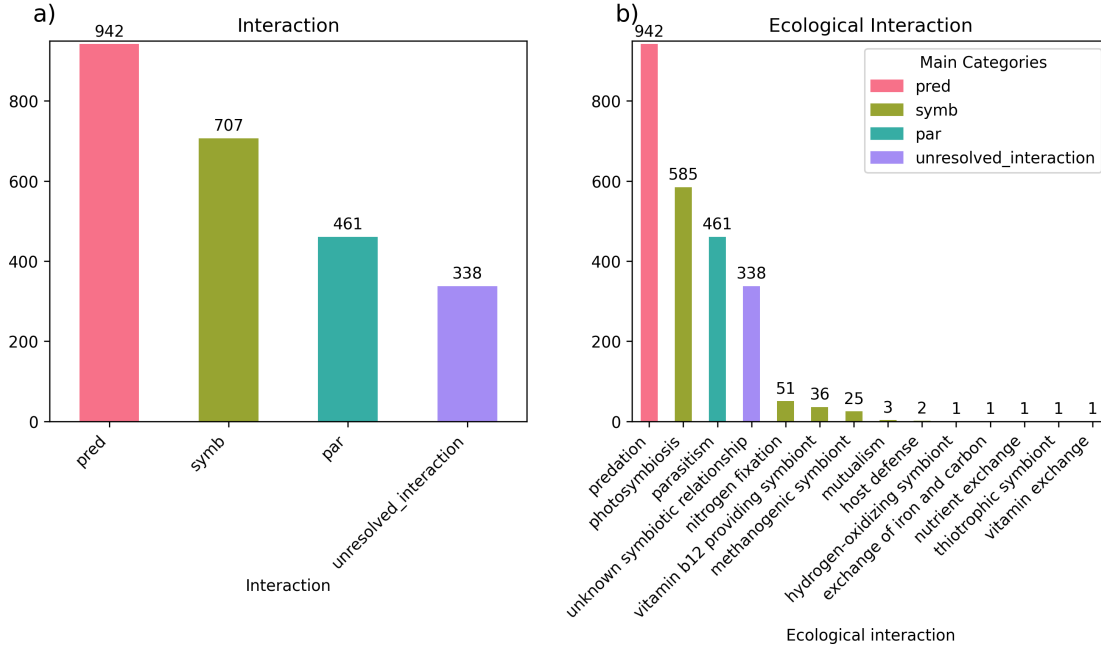 a)
Interaction
942
707
461
338
800
600
400
200
0
pred
symb
par
unresolved_interaction
Interaction
b)
Ecological Interaction
942
585
461
338
51
36
25
3
2
1
1
1
1
1
Main Categories
pred
symb
par
unresolved_interaction
800
600
400
200
0
predation
photosymbiosis
parasitism
unknown symbiotic relationship
nitrogen fixation
vitamin b12 providing symbiont
methanogenic symbiont
mutualism
host defense
hydrogen-oxidizing symbiont
exchange of iron and carbon
nutrient exchange
thiotrophic symbiont
vitamin exchange
Ecological interaction